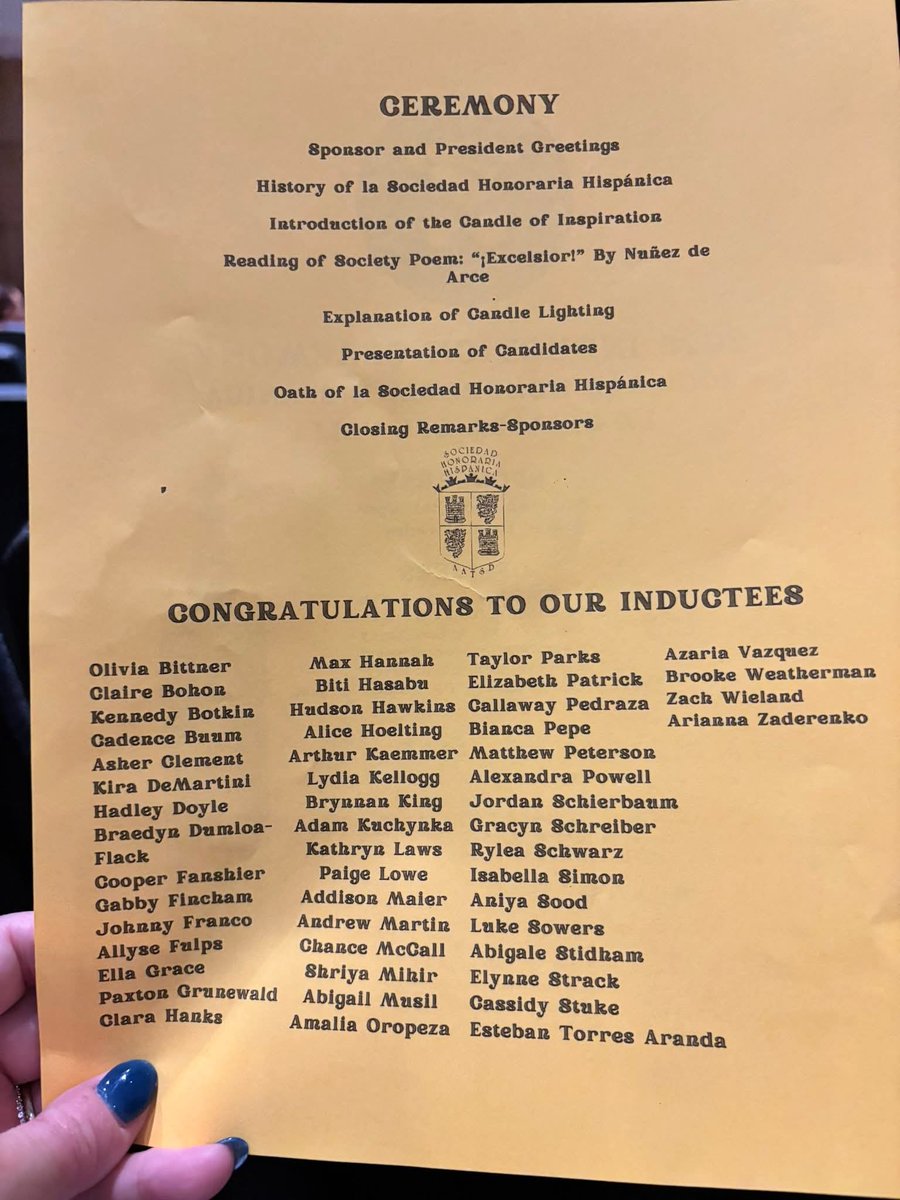 CEREMONY
Sponsor and President Greetings
History of la Sociedad Honoraria Hispánica
Introduction of the Candle of Inspiration
Reading of Society Poem: “¡Excelsior!” By Nuñez de
Arce
Explanation of Candle Lighting
Presentation of Candidates
Oath of la Sociedad Honoraria Hispánica
Closing Remarks-Sponsors
SOCIEDAD
HONORARIA
HISPANICA
AATSP
CONGRATULATIONS TO OUR INDUCTEES
Olivia Bittner
Claire Bohon
Kennedy Botkin
Cadence Buum
Asher Clement
Kira DeMartini
Hadley Doyle
Braedyn Dumloa-
Flack
Cooper Fanshier
Gabby Fincham
Johnny Franco
Allyse Fulps
Ella Grace
Paxton Grunewald
Clara Hanks
Max Hannah
Biti Hasabu
Hudson Hawkins
Alice Hoelting
Arthur Kaemmer
Lydia Kellogg
Brynnan King
Adam Kuchynka
Kathryn Laws
Paige Lowe
Addison Maier
Andrew Martin
Chance McCall
Shriya Mihir
Abigail Musil
Amalia Oropeza
Taylor Parks
Elizabeth Patrick
Callaway Pedraza
Bianca Pepe
Matthew Peterson
Alexandra Powell
Jordan Schierbaum
Gracyn Schreiber
Rylea Schwarz
Isabella Simon
Aniya Sood
Luke Sowers
Abigale Stidham
Elynne Strack
Cassidy Stuke
Esteban Torres Aranda
Azaria Vazquez
Brooke Weatherman
Zach Wieland
Arianna Zaderenko